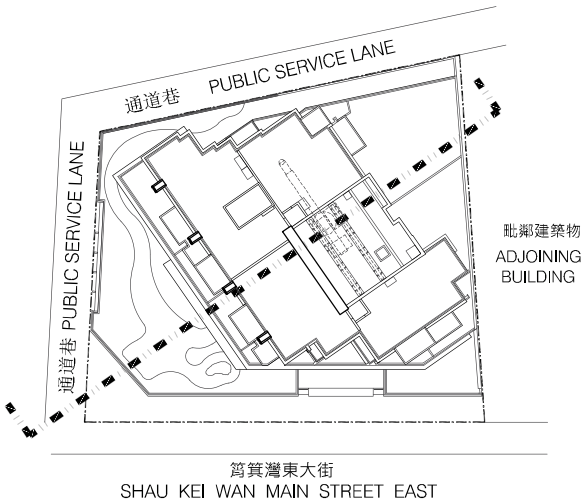 通道巷 PUBLIC SERVICE LANE
通道巷 PUBLIC SERVICE LANE
毗鄰建築物
ADJOINING
BUILDING
筲箕灣東大街
SHAU KEI WAN MAIN STREET EAST